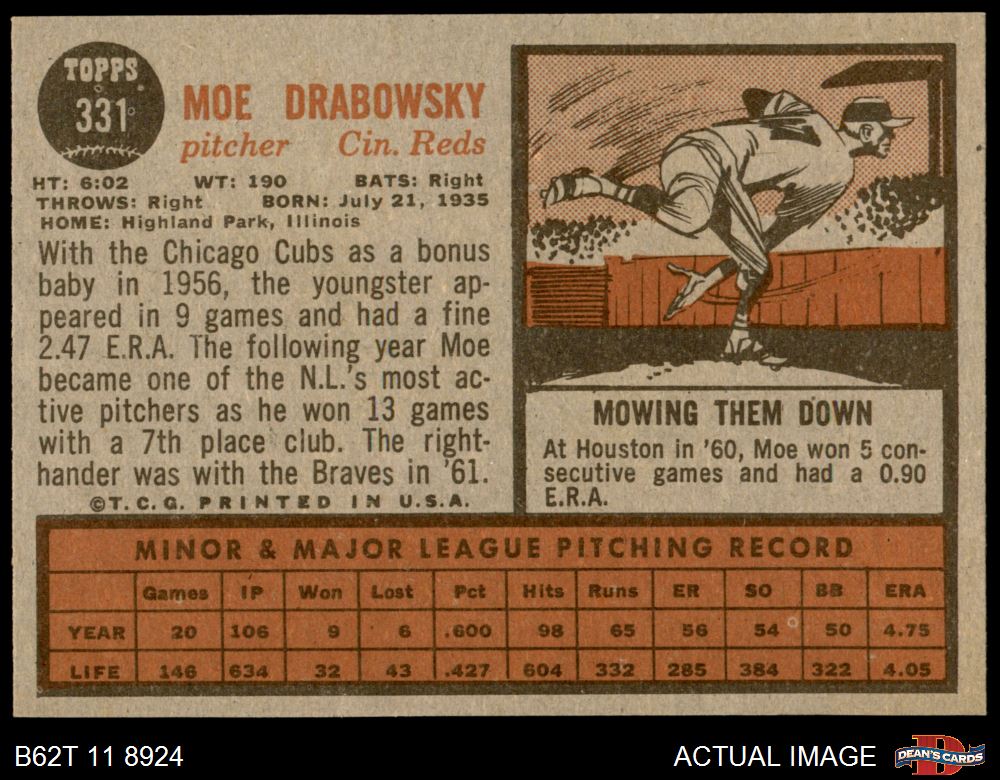 TOPPS
331
MOE DRABOWSKY
pitcher Cin. Reds
HT: 6:02 WT: 190 BATS: Right
THROWS: Right BORN: July 21, 1935
HOME: Highland Park, Illinois
With the Chicago Cubs as a bonus
baby in 1956, the youngster ap-
peared in 9 games and had a fine
2.47 E.R.A. The following year Moe
became one of the N.L.'s most ac-
tive pitchers as he won 13 games
with a 7th place club. The right-
hander was with the Braves in '61.
©T.C.G. PRINTED IN U.S.A.
MOWING THEM DOWN
At Houston in '60, Moe won 5 con-
secutive games and had a 0.90
E.R.A.
MINOR & MAJOR LEAGUE PITCHING RECORD
Games IP Won Lost Pct Hits Runs ER SO BB ERA
YEAR 20 106 9 6 .600 98 65 56 54 50 4.75
LIFE 146 634 32 43 .427 604 332 285 384 322 4.05
B62T 11 8924 ACTUAL IMAGE
D
DEAN'S CARDS